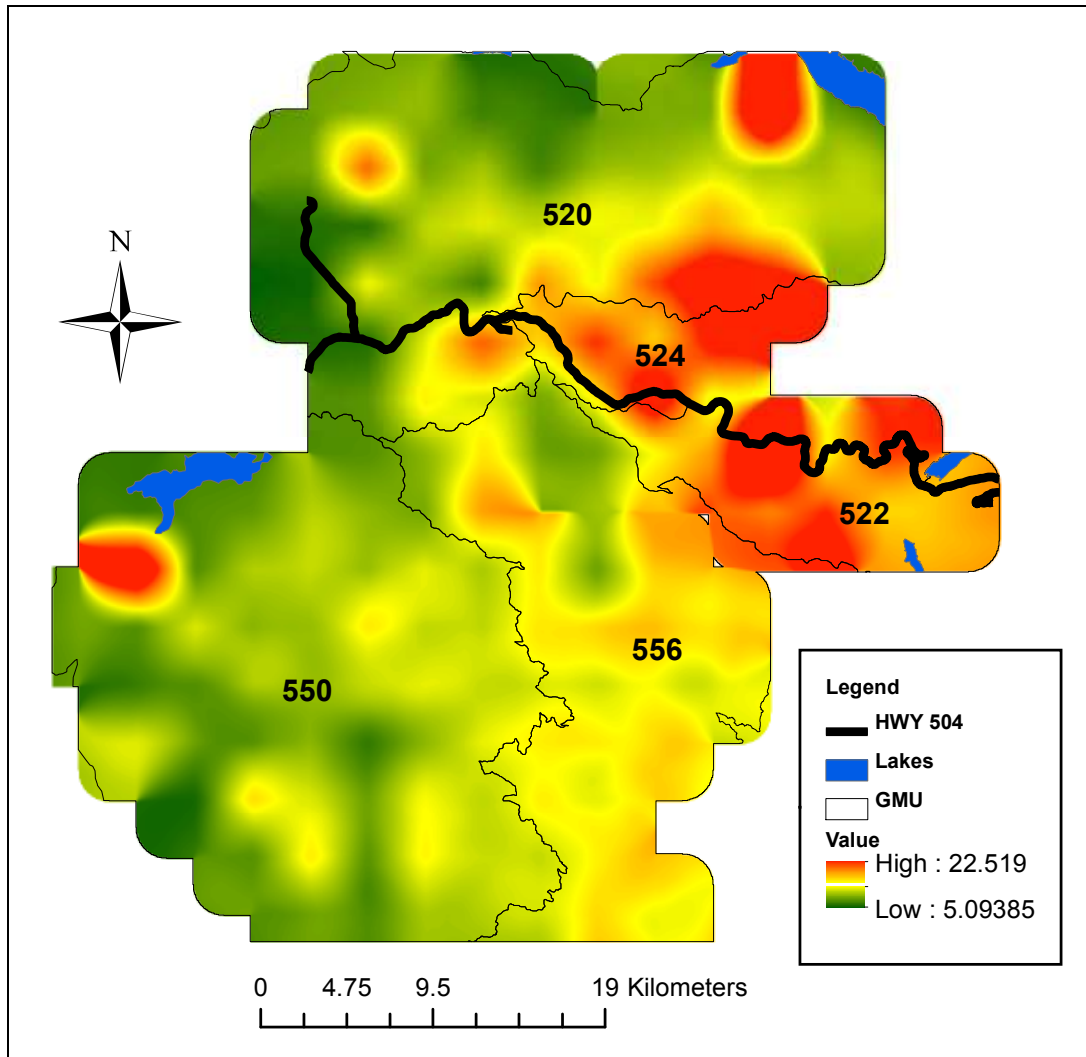 520
N
524
522
556
550
Legend
HWY 504
Lakes
GMU
Value
High : 22.519
Low : 5.09385
0 4.75 9.5 19 Kilometers